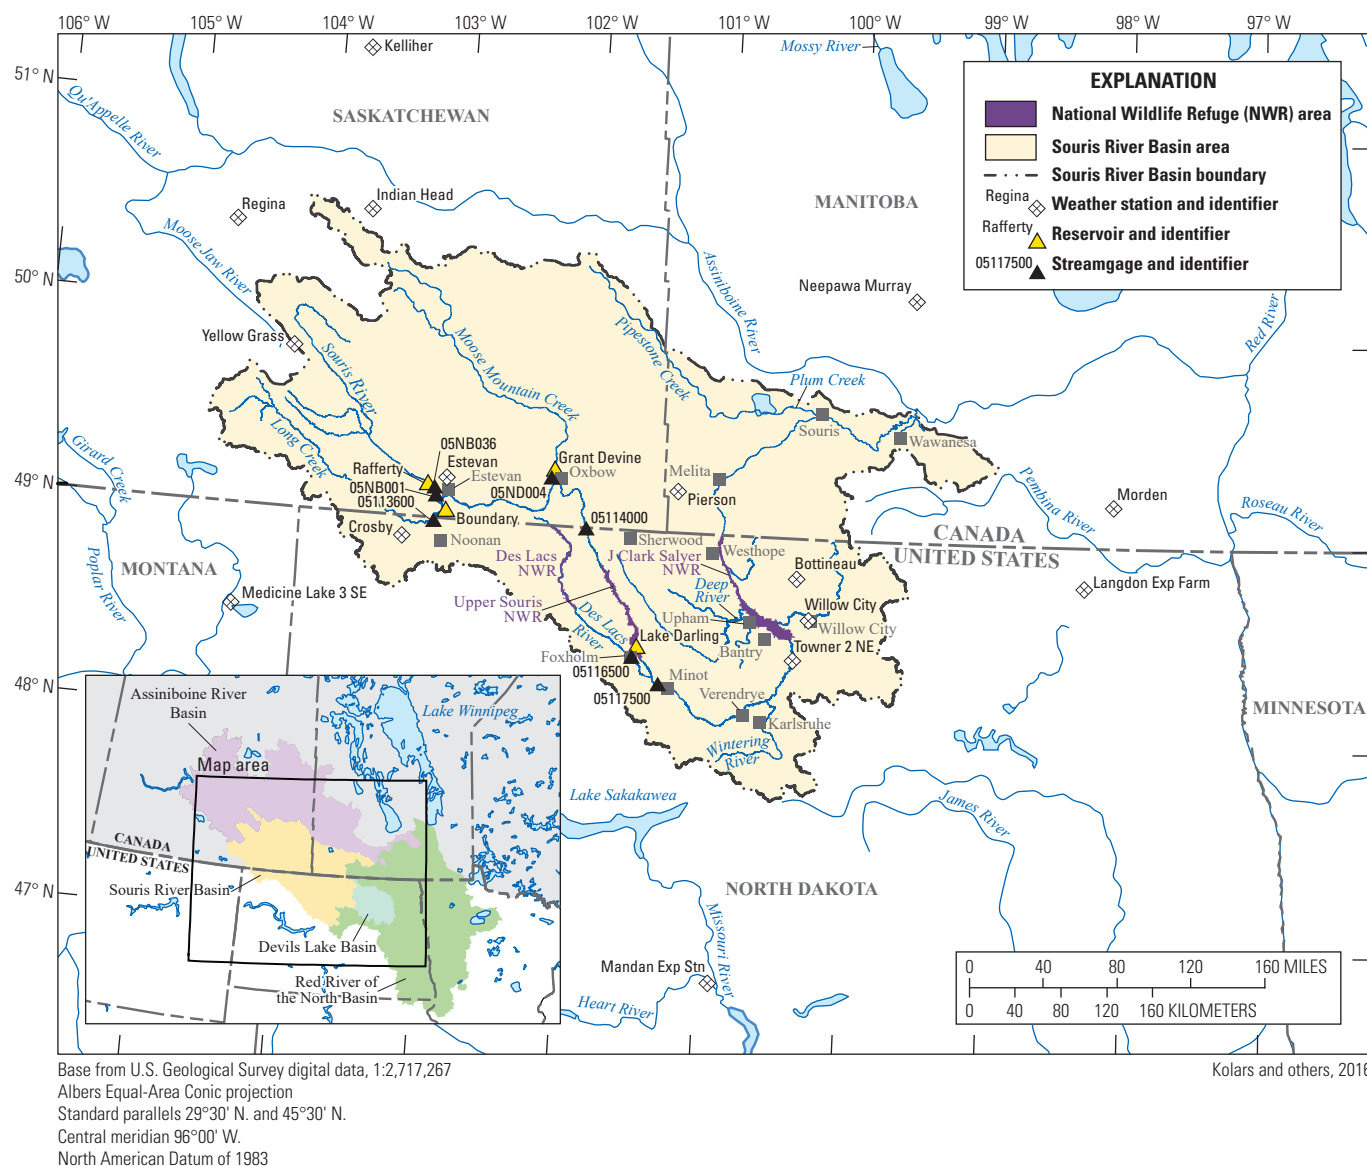 106° W
105° W
104° W
103° W
102° W
101° W
100° W
99° W
98° W
97° W
51° N
50° N
49° N
48° N
47° N
Kelliher
Mossy River
Qu'Appelle River
SASKATCHEWAN
MANITOBA
EXPLANATION
National Wildlife Refuge (NWR) area
Souris River Basin area
Souris River Basin boundary
Regina
Weather station and identifier
Rafferty
Reservoir and identifier
05117500
Streamgage and identifier
Regina
Indian Head
Moose Jaw River
Assiniboine River
Neepawa Murray
Red River
Yellow Grass
Souris River
Moose Mountain Creek
Pipestone Creek
Plum Creek
Souris
Wawanesa
Long Creek
Girard Creek
05NB036
Estevan
Estevan
Rafferty
05NB001
05113600
Grant Devine
Oxbow
05ND004
Melita
Pierson
Pembina River
Morden
Roseau River
Crosby
Boundary
Noonan
05114000
Sherwood
Westhope
CANADA
UNITED STATES
Des Lacs
NWR
J Clark Salyer
NWR
Bottineau
Langdon Exp Farm
Poplar River
MONTANA
Medicine Lake 3 SE
Upper Souris
NWR
Deep
River
Willow City
Willow City
Upham
Des Lacs
River
Lake Darling
Bantry
Towner 2 NE
Foxholm
05116500
Minot
05117500
Verendrye
Karlsruhe
Wintering
River
MINNESOTA
Assiniboine River
Basin
Lake Winnipeg
Map area
CANADA
UNITED STATES
Souris River Basin
Devils Lake Basin
Red River of
the North Basin
Lake Sakakawea
James River
NORTH DAKOTA
Missouri River
Mandan Exp Stn
Heart River
0 40 80 120 160 MILES
0 40 80 120 160 KILOMETERS
Base from U.S. Geological Survey digital data, 1:2,717,267
Albers Equal-Area Conic projection
Standard parallels 29°30' N. and 45°30' N.
Central meridian 96°00' W.
North American Datum of 1983
Kolars and others, 2016